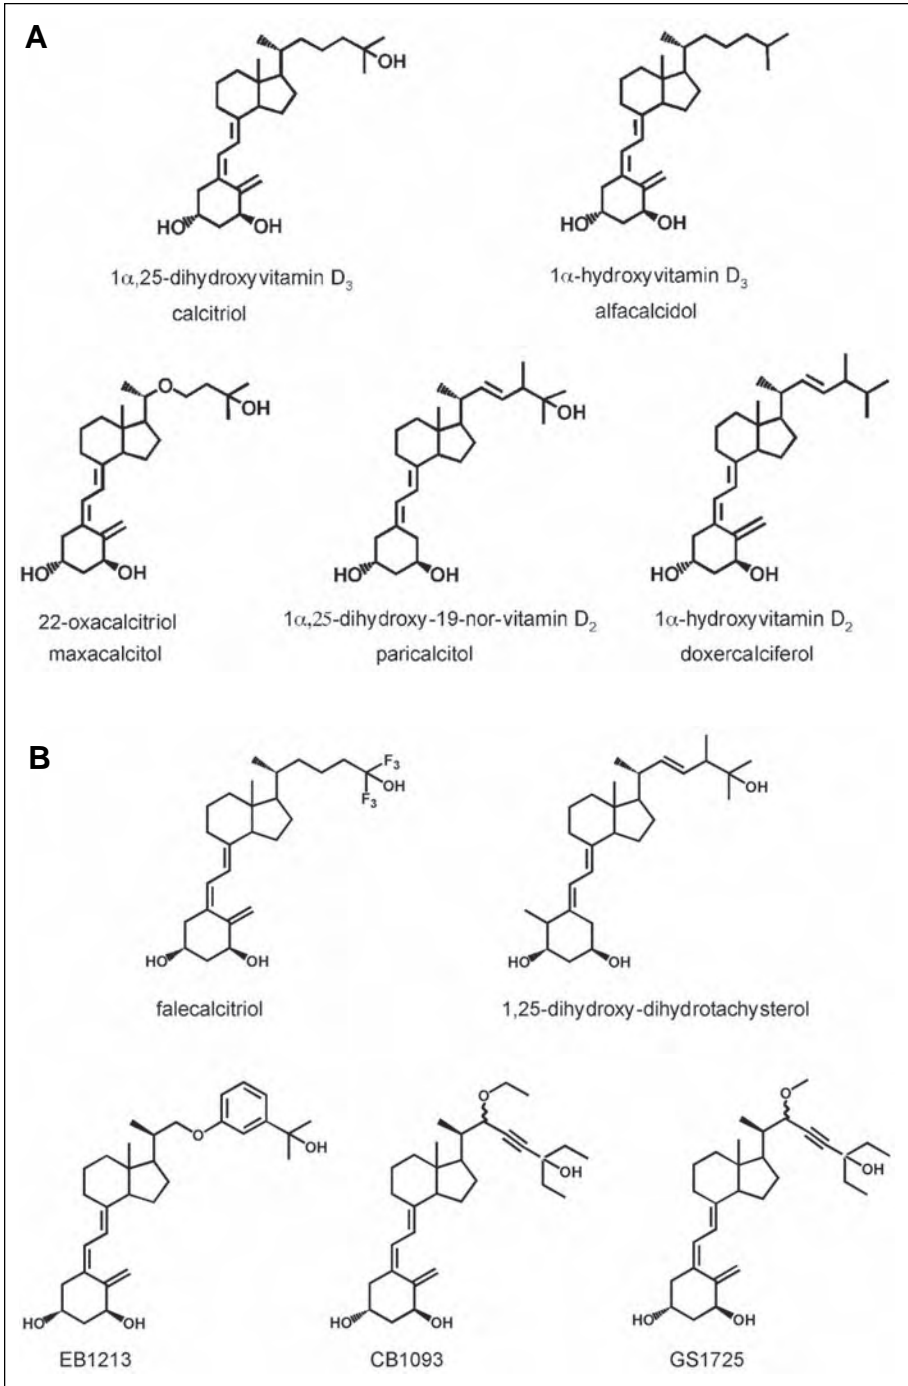 A
OH
HO OH
HO OH
1α,25-dihydroxyvitamin D3
calcitriol
1α-hydroxyvitamin D3
alfacalcidol
O
OH
OH
HO OH
HO OH
HO OH
22-oxacalcitriol
maxacalcitol
1α,25-dihydroxy-19-nor-vitamin D2
paricalcitol
1α-hydroxyvitamin D2
doxercalciferol
B
F3
OH
F3
OH
HO OH
HO OH
falecalcitriol
1,25-dihydroxy-dihydrotachysterol
O
OH
O
OH
O
OH
HO OH
HO OH
HO OH
EB1213
CB1093
GS1725